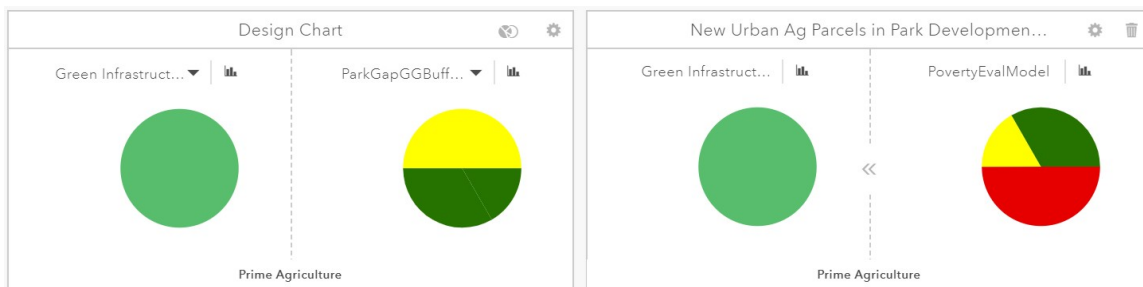 Design Chart
Green Infrastruct...
ParkGapGGBuff...
Prime Agriculture
New Urban Ag Parcels in Park Developmen...
Green Infrastruct...
PovertyEvalModel
Prime Agriculture